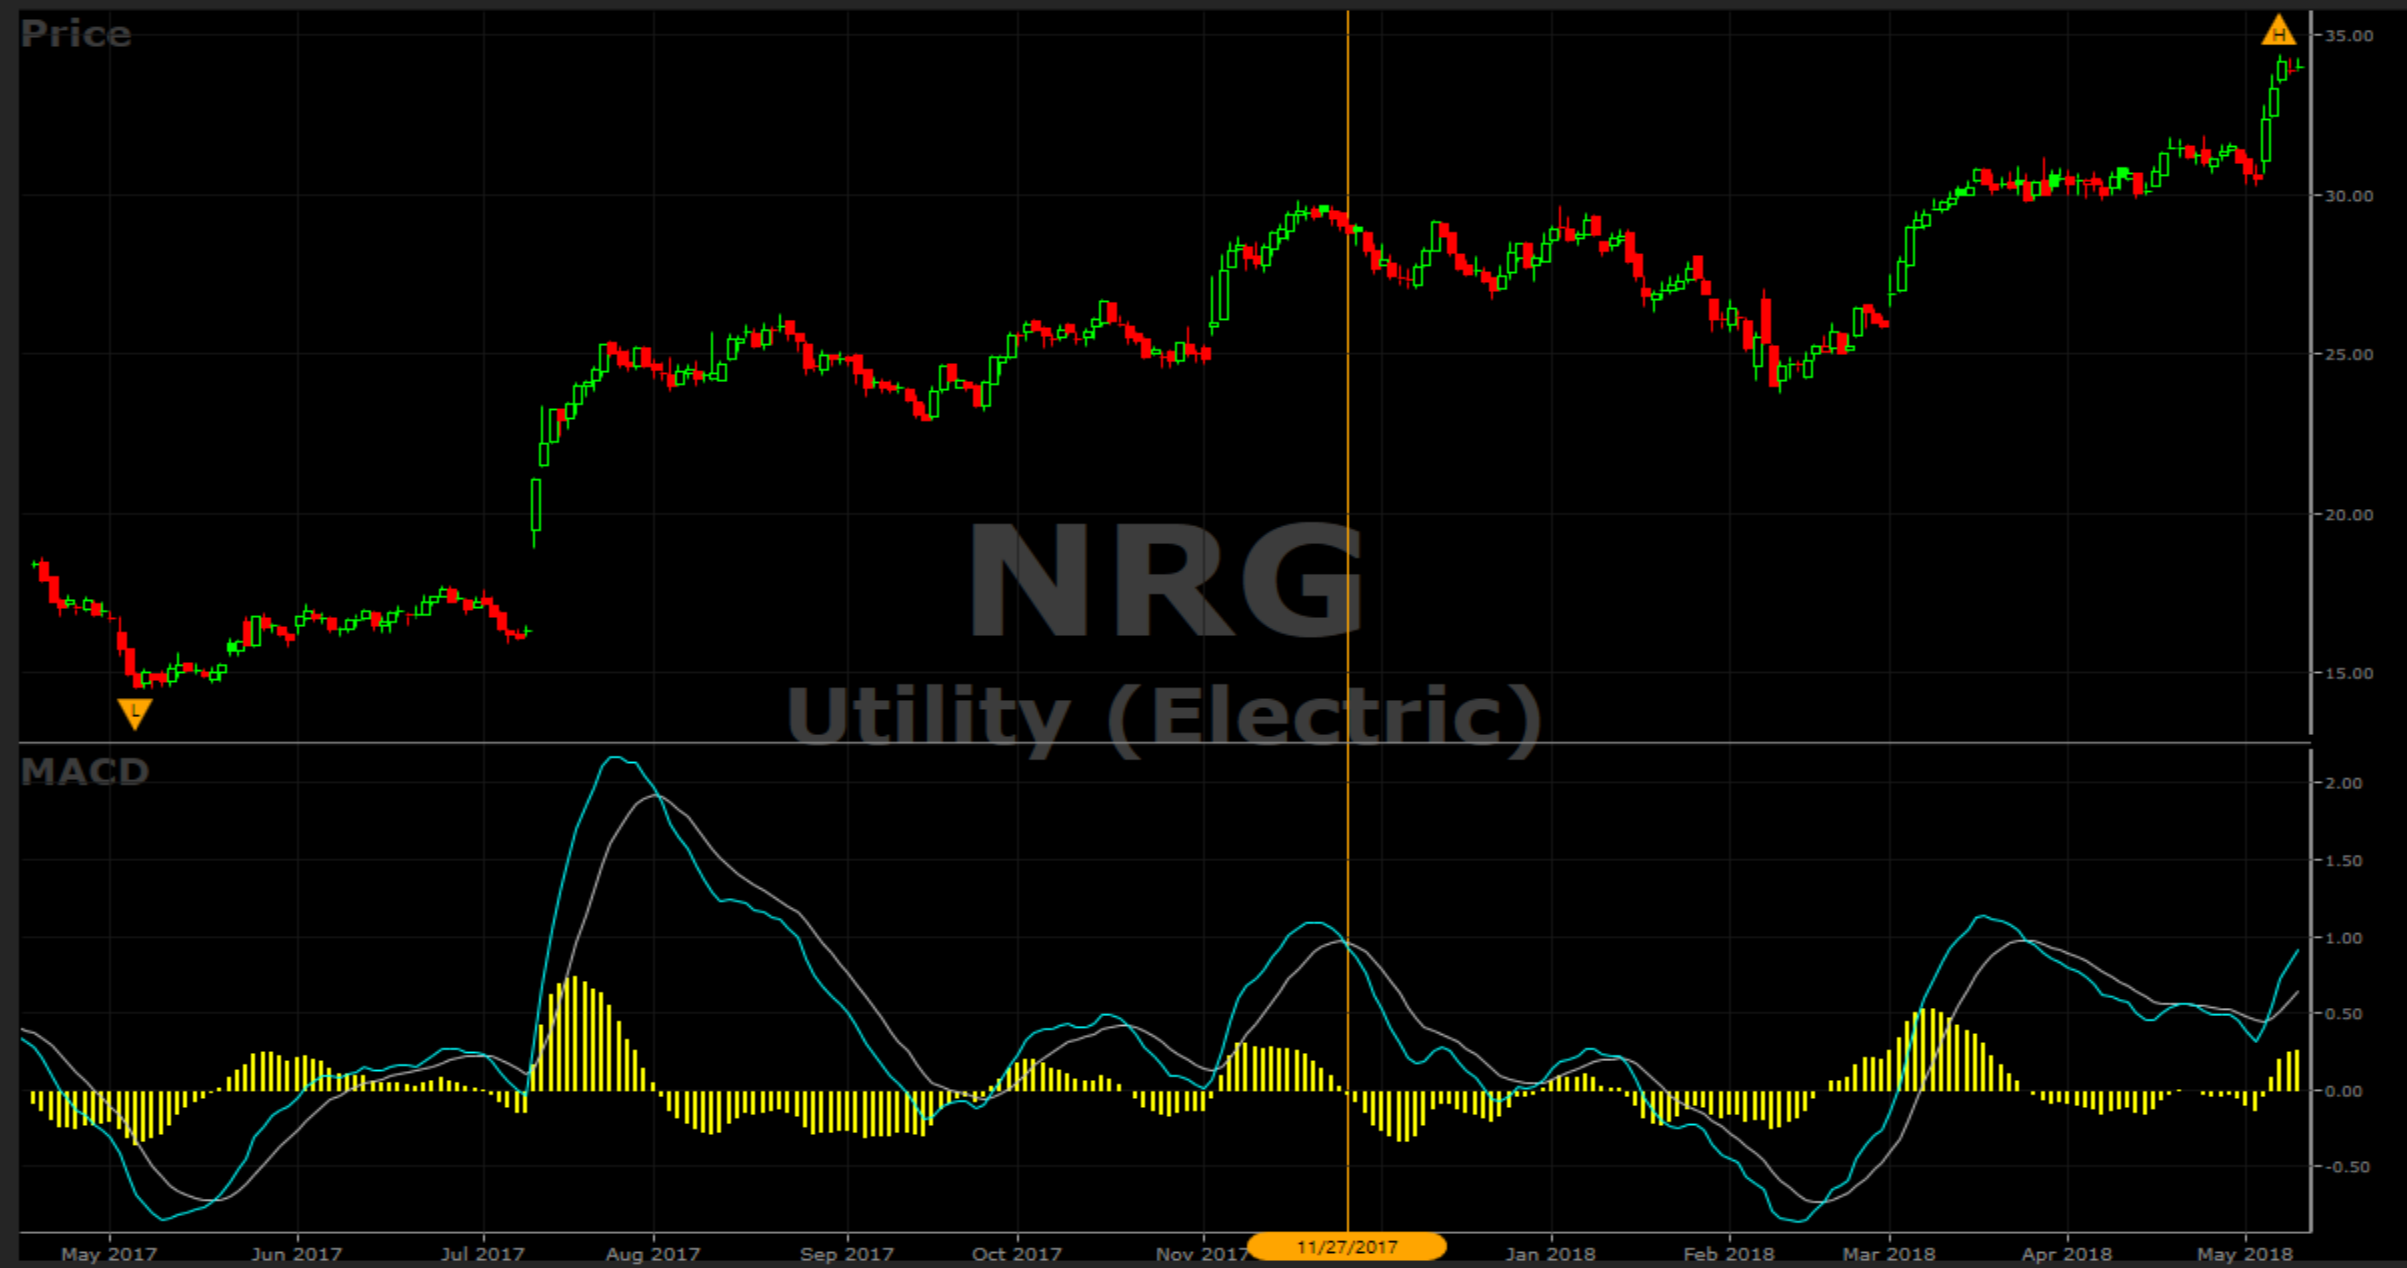 Price
H
35.00
30.00
25.00
20.00
15.00
NRG
Utility (Electric)
L
MACD
2.00
1.50
1.00
0.50
0.00
-0.50
May 2017 Jun 2017 Jul 2017 Aug 2017 Sep 2017 Oct 2017 Nov 2017 11/27/2017 Jan 2018 Feb 2018 Mar 2018 Apr 2018 May 2018